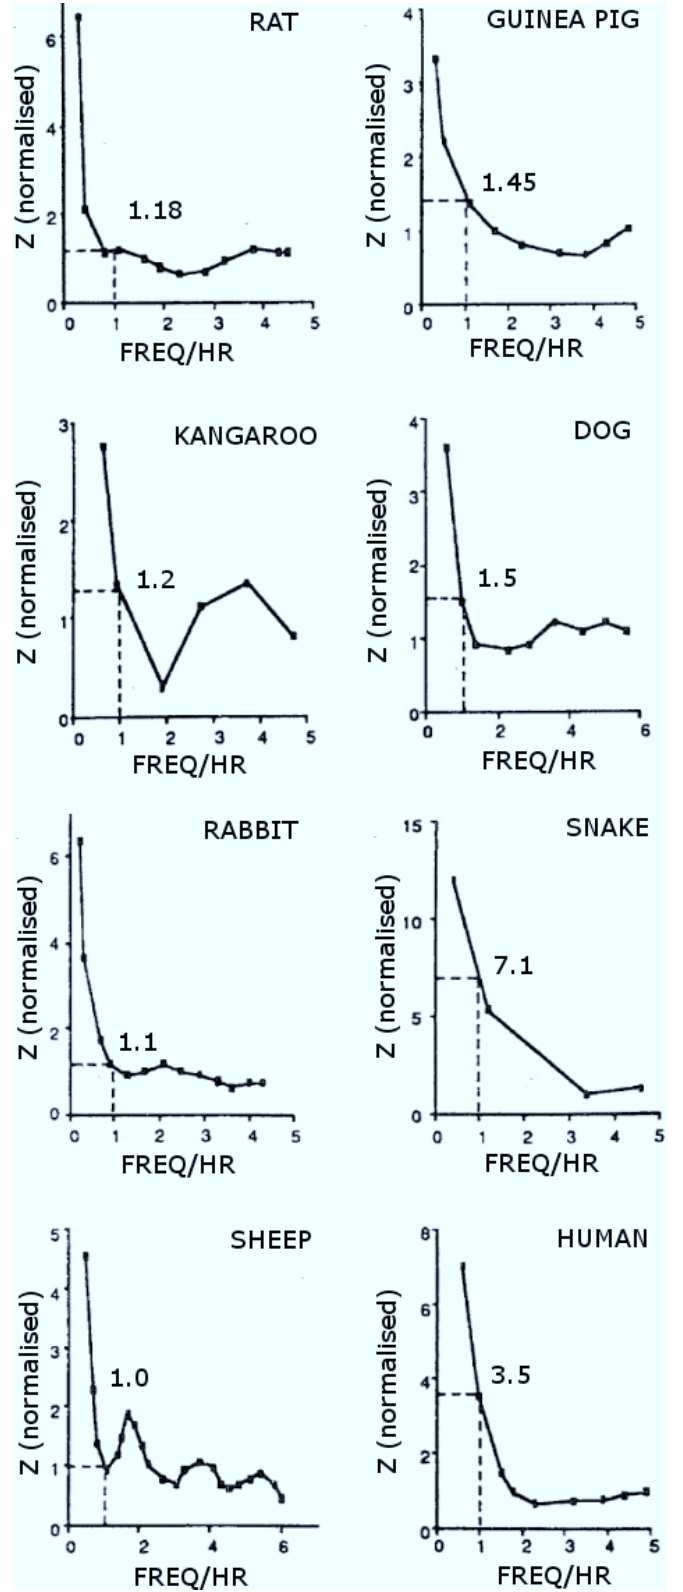 RAT
6
4
2
0
Z (normalised)
1.18
0 1 2 3 4 5
FREQ/HR
GUINEA PIG
4
3
2
1
0
Z (normalised)
1.45
0 1 2 3 4 5
FREQ/HR
KANGAROO
3
2
1
0
Z (normalised)
1.2
0 1 2 3 4 5
FREQ/HR
DOG
4
3
2
1
0
Z (normalised)
1.5
0 2 4 6
FREQ/HR
RABBIT
6
4
2
0
Z (normalised)
1.1
0 1 2 3 4 5
FREQ/HR
SNAKE
15
10
5
0
Z (normalised)
7.1
0 1 2 3 4 5
FREQ/HR
SHEEP
5
4
3
2
1
0
Z (normalised)
1.0
0 2 4 6
FREQ/HR
HUMAN
8
6
4
2
0
Z (normalised)
3.5
0 1 2 3 4 5
FREQ/HR